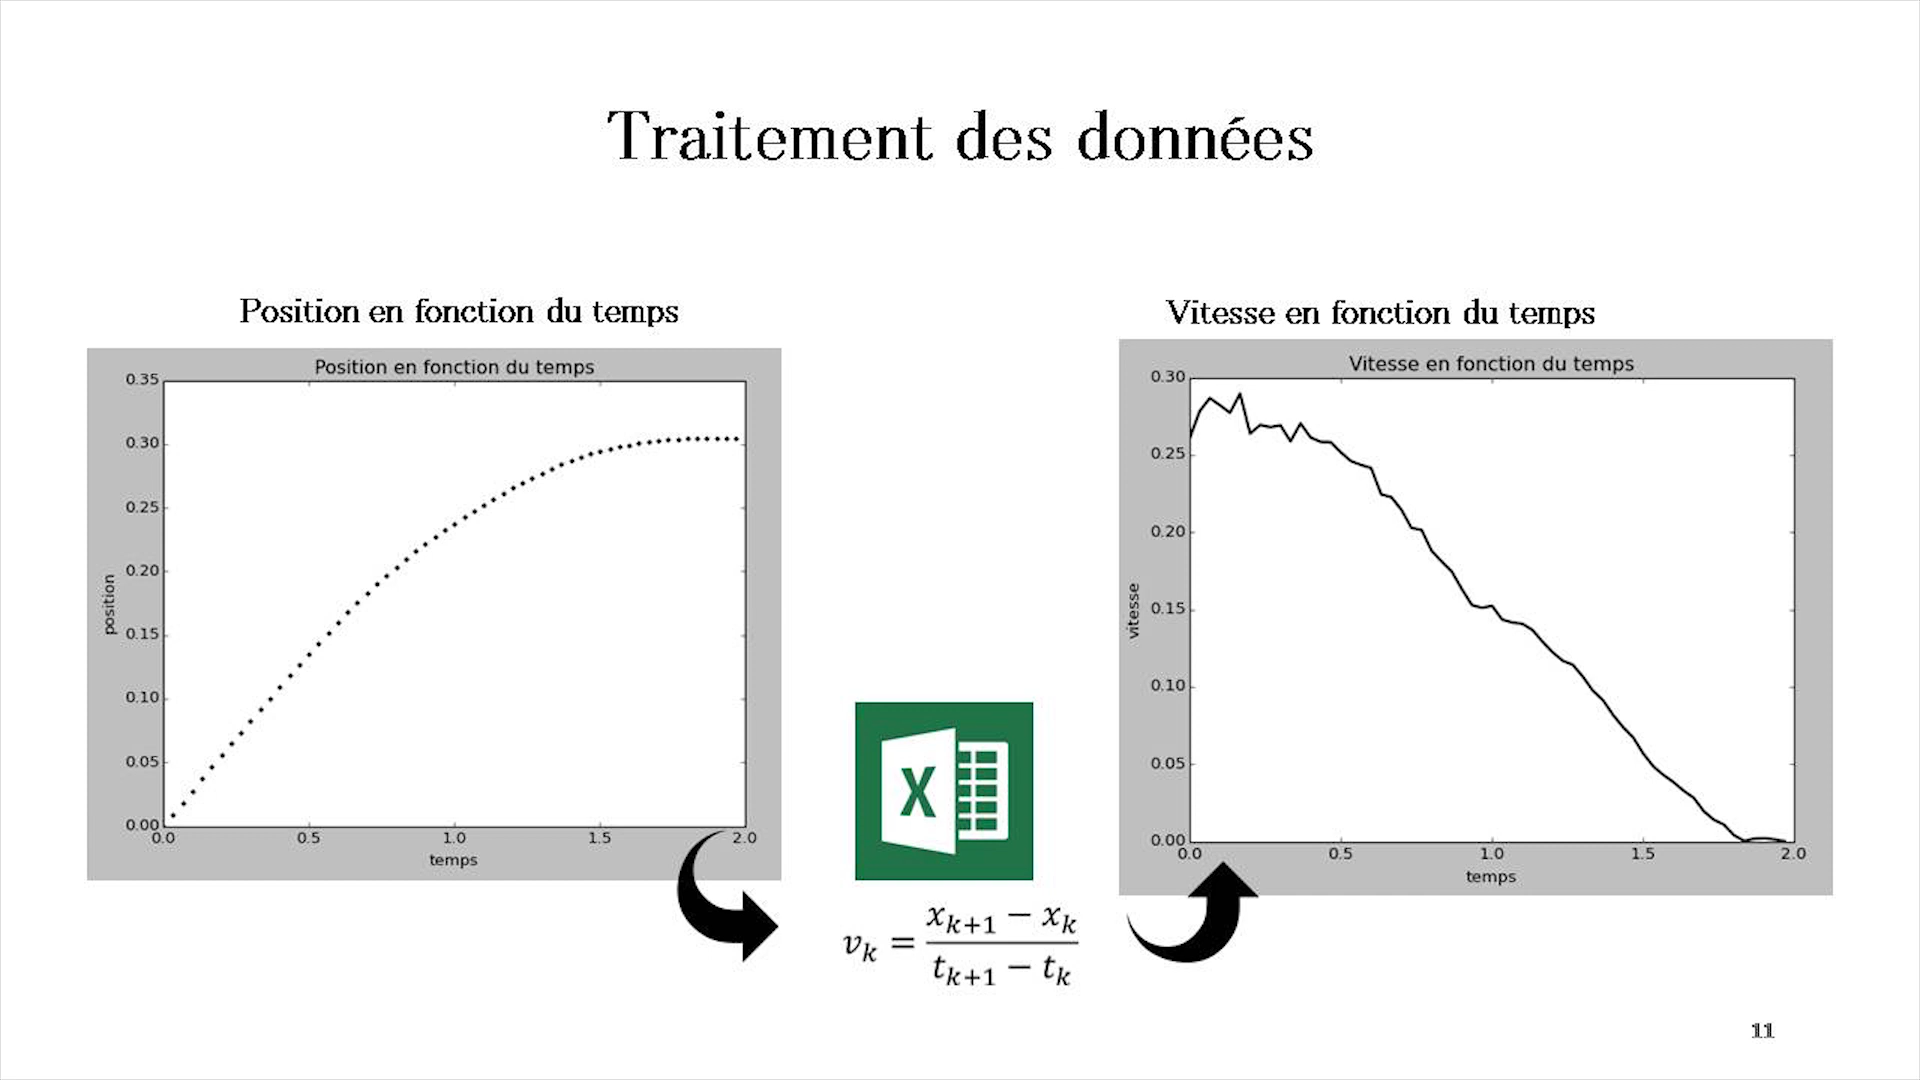 Traitement des données
Position en fonction du temps
Position en fonction du temps
0.35
0.30
0.25
0.20
0.15
0.10
0.05
0.00
position
0.0 0.5 1.0 1.5 2.0
temps
X
v_k = (x_{k+1} − x_k) / (t_{k+1} − t_k)
Vitesse en fonction du temps
Vitesse en fonction du temps
0.30
0.25
0.20
0.15
0.10
0.05
0.00
vitesse
0.0 0.5 1.0 1.5 2.0
temps
11